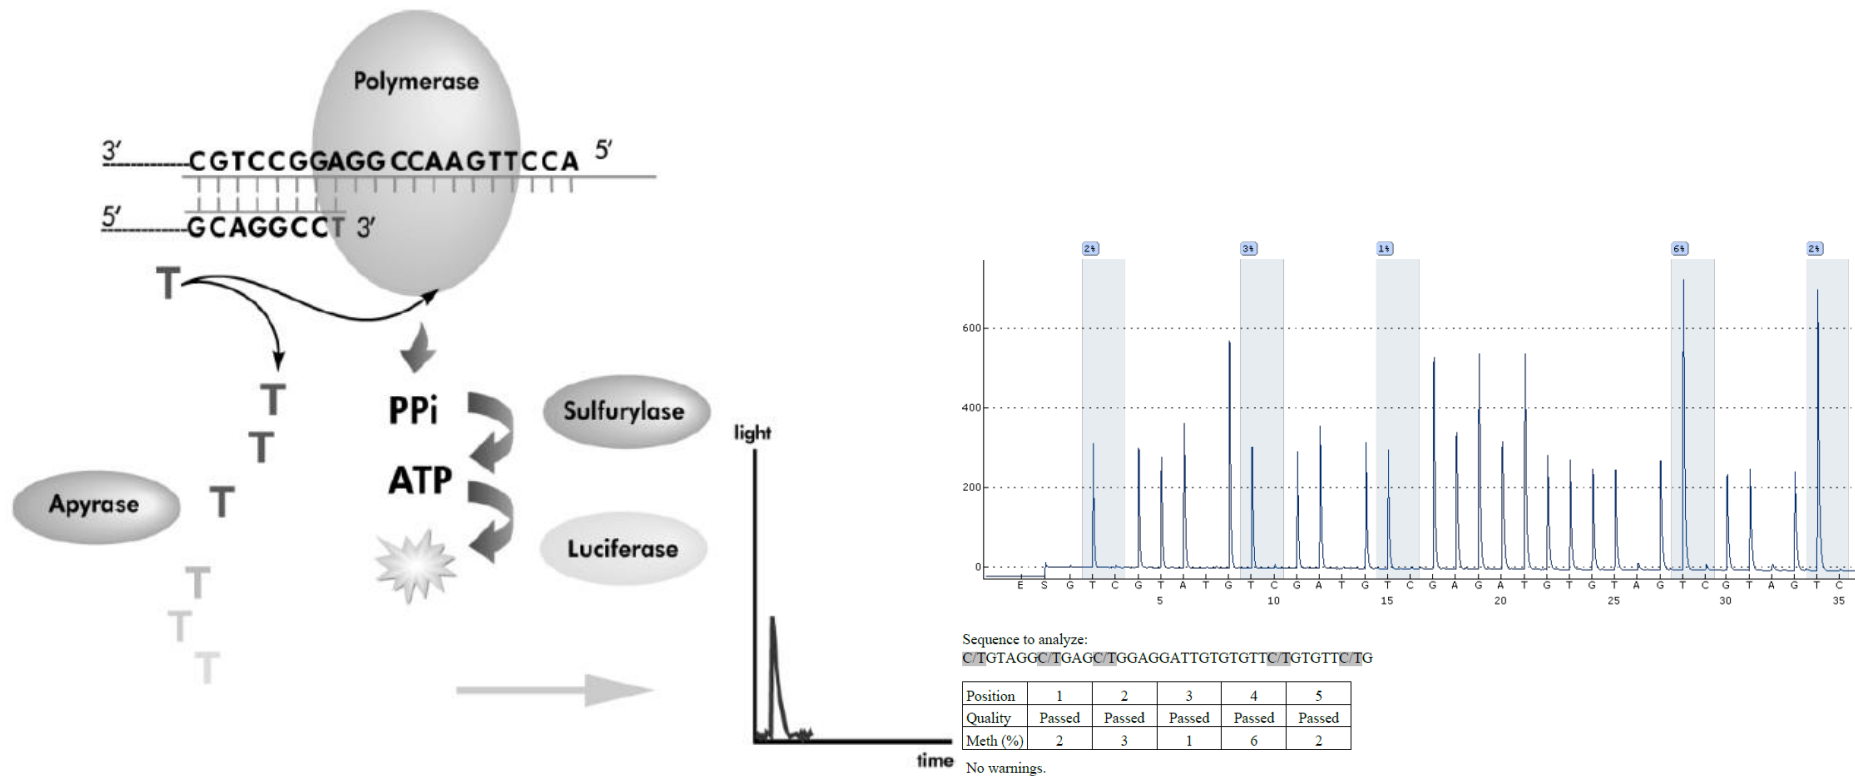 Polymerase
3' CGTCCGGAGGCCAAGTTCCA 5'
5' GCAGGCCT 3'
T
T
T
T
T
T
T
Apyrase
PPi
Sulfurylase
ATP
Luciferase
light
time
2% 3% 1% 6% 2%
600
400
200
0
E S G T C G T A T G T C G A T G T C G A G A T G T G T A G T C G T A G T C
5 10 15 20 25 30 35
Sequence to analyze:
C/TGTAGGC/TGAGC/TGGAGGATTGTGTGTTC/TGTGTTC/TG
Position 1 2 3 4 5
Quality Passed Passed Passed Passed Passed
Meth (%) 2 3 1 6 2
No warnings.